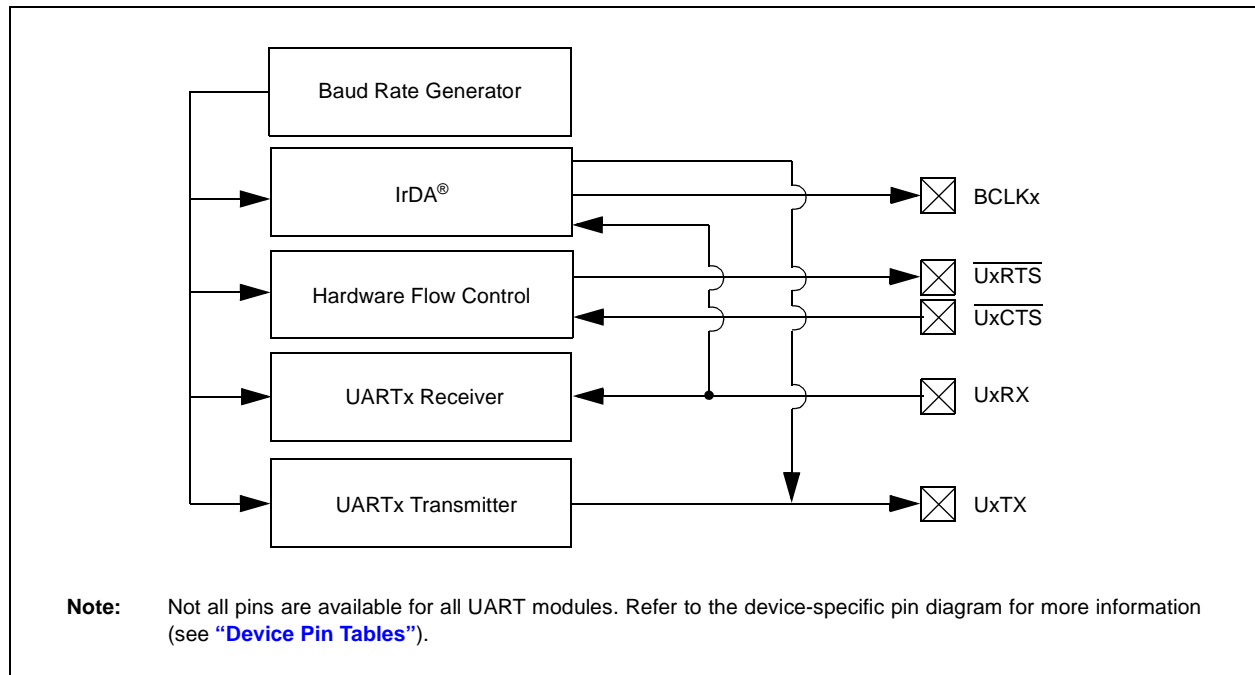 Baud Rate Generator
IrDA®
BCLKx
Hardware Flow Control
UxRTS
UxCTS
UARTx Receiver
UxRX
UARTx Transmitter
UxTX
Note: Not all pins are available for all UART modules. Refer to the device-specific pin diagram for more information
(see “Device Pin Tables”).